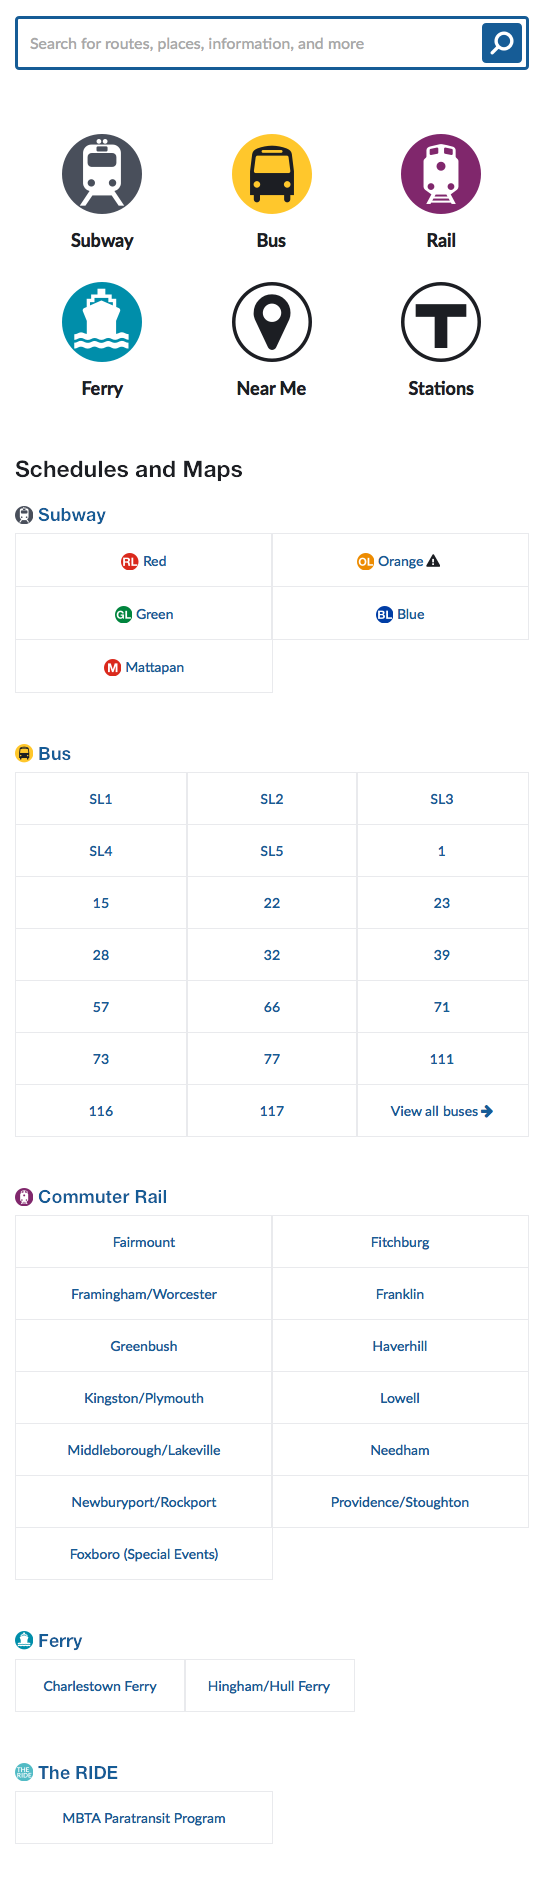 Search for routes, places, information, and more
Subway Bus Rail
T
Ferry Near Me Stations
Schedules and Maps
Subway
RL Red OL Orange
GL Green BL Blue
M Mattapan
Bus
SL1 SL2 SL3
SL4 SL5 1
15 22 23
28 32 39
57 66 71
73 77 111
116 117 View all buses
Commuter Rail
Fairmount Fitchburg
Framingham/Worcester Franklin
Greenbush Haverhill
Kingston/Plymouth Lowell
Middleborough/Lakeville Needham
Newburyport/Rockport Providence/Stoughton
Foxboro (Special Events)
Ferry
Charlestown Ferry Hingham/Hull Ferry
THE RIDE The RIDE
MBTA Paratransit Program